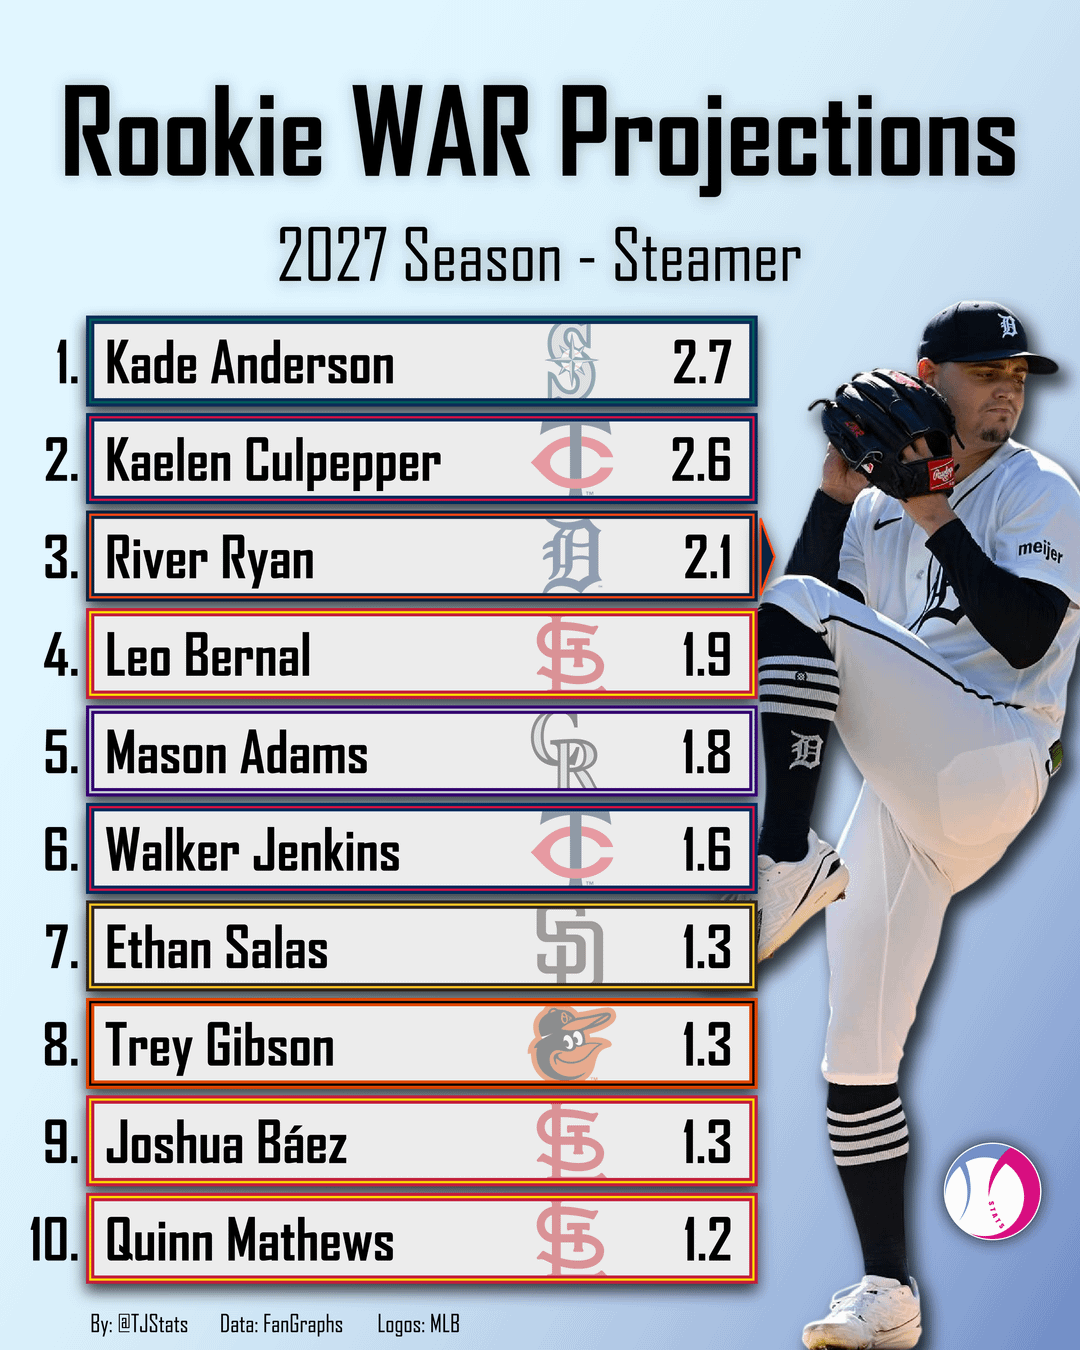 Rookie WAR Projections
2027 Season - Steamer
1. Kade Anderson 2.7
2. Kaelen Culpepper 2.6
3. River Ryan 2.1
4. Leo Bernal 1.9
5. Mason Adams 1.8
6. Walker Jenkins 1.6
7. Ethan Salas 1.3
8. Trey Gibson 1.3
9. Joshua Báez 1.3
10. Quinn Mathews 1.2
meijer
Rawlings
STATS
By: @TJStats Data: FanGraphs Logos: MLB